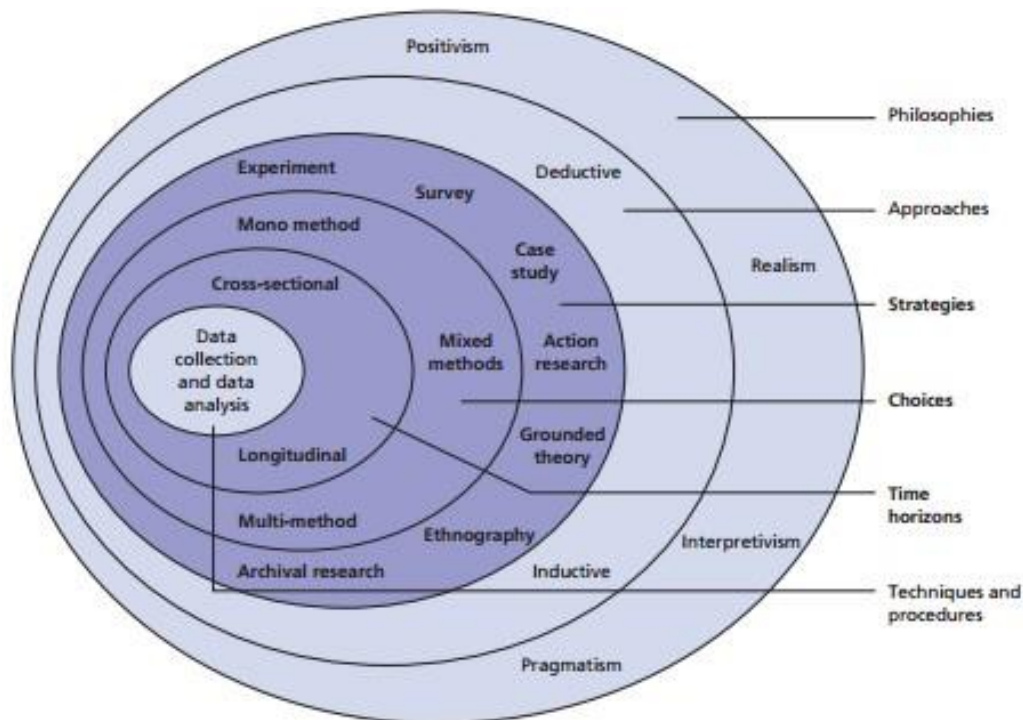 Positivism
Philosophies
Experiment
Deductive
Survey
Approaches
Mono method
Case
study
Realism
Cross-sectional
Strategies
Data
collection
and data
analysis
Mixed
methods
Action
research
Choices
Grounded
theory
Longitudinal
Time
horizons
Multi-method
Ethnography
Interpretivism
Archival research
Inductive
Techniques and
procedures
Pragmatism